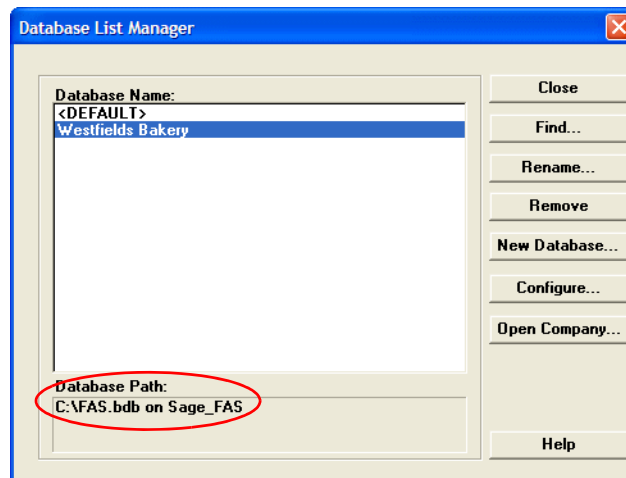 Database List Manager
Database Name:
<DEFAULT>
Westfields Bakery
Database Path:
C:\FAS.bdb on Sage_FAS
Close
Find...
Rename...
Remove
New Database...
Configure...
Open Company...
Help